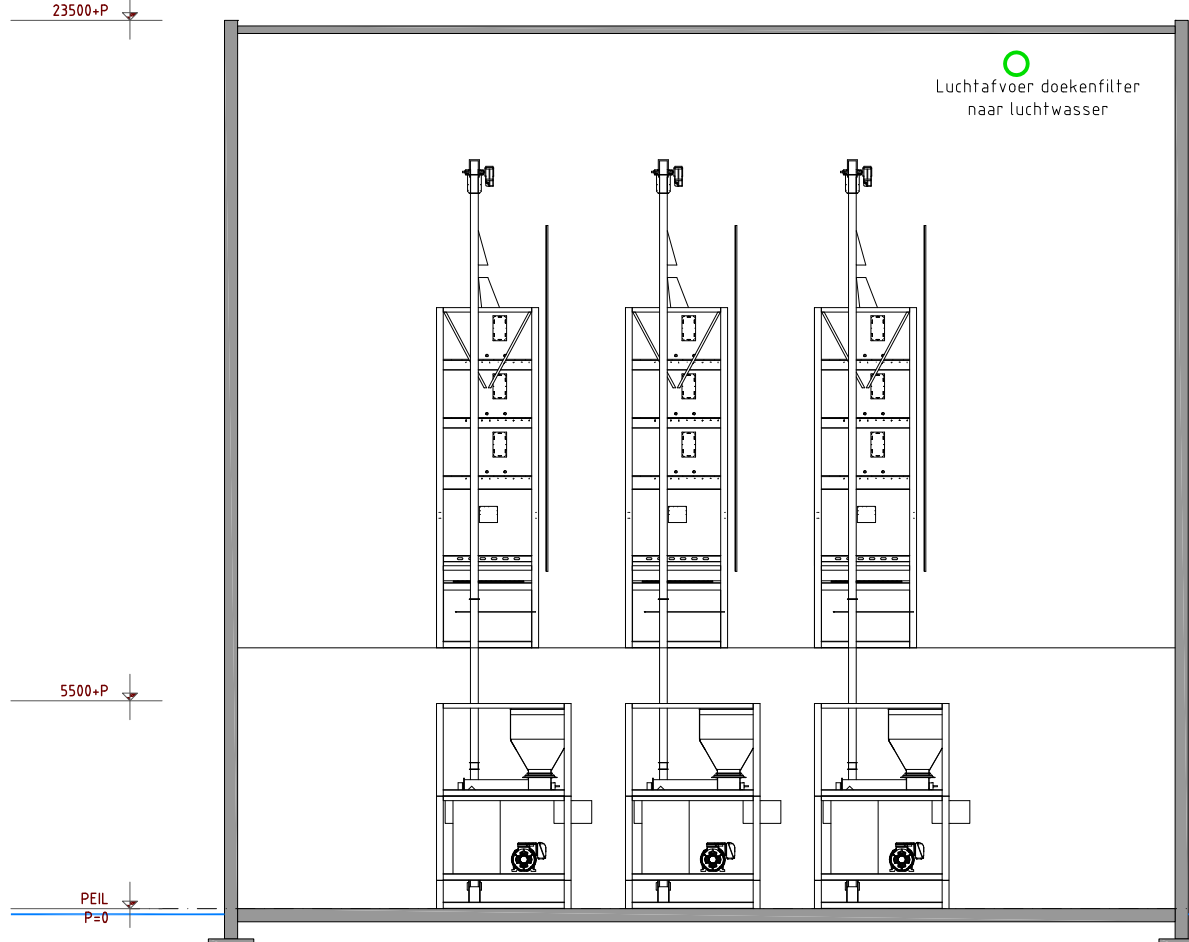 23500+P
Luchtafvoer doekenfilter
naar luchtwasser
5500+P
PEIL
P=0